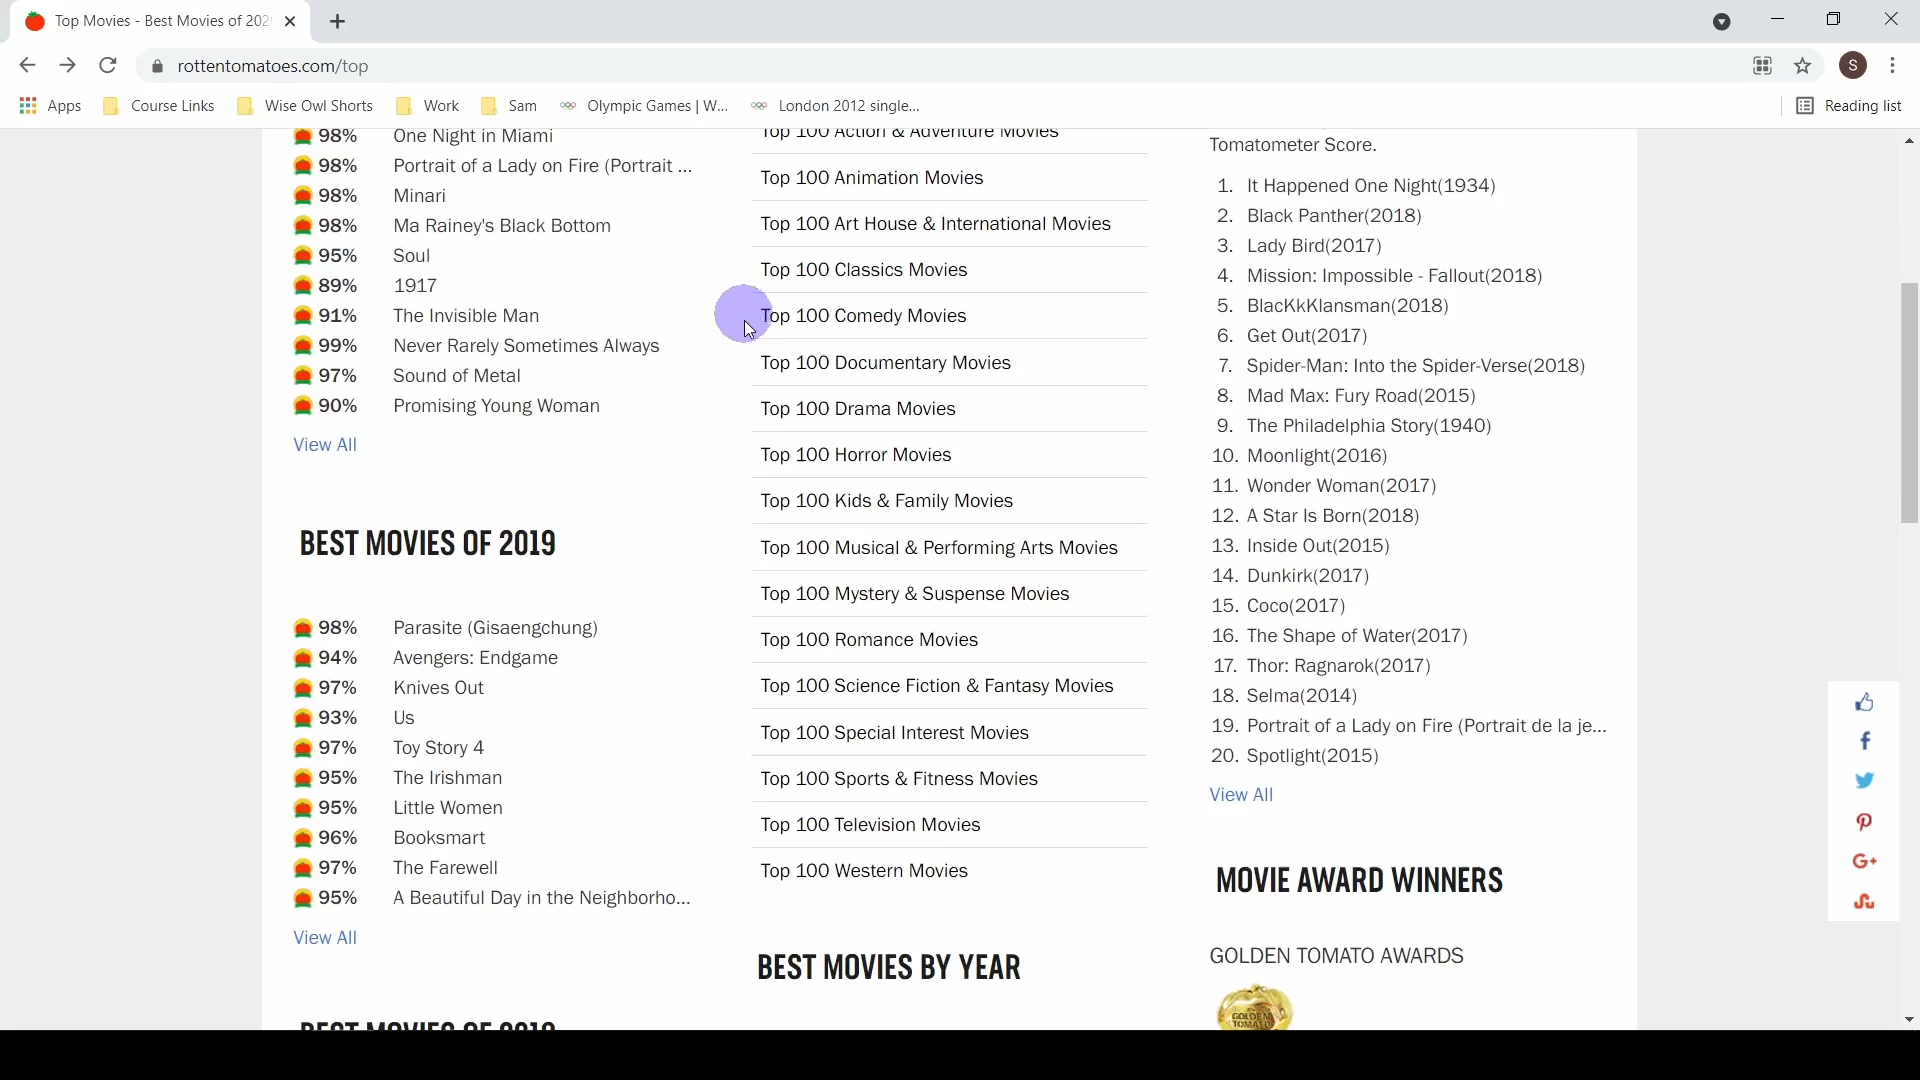 Top Movies - Best Movies of 202
rottentomatoes.com/top
S
Apps
Course Links
Wise Owl Shorts
Work
Sam
Olympic Games | W...
London 2012 single...
Reading list
98% One Night in Miami
98% Portrait of a Lady on Fire (Portrait ...
98% Minari
98% Ma Rainey's Black Bottom
95% Soul
89% 1917
91% The Invisible Man
99% Never Rarely Sometimes Always
97% Sound of Metal
90% Promising Young Woman
View All
BEST MOVIES OF 2019
98% Parasite (Gisaengchung)
94% Avengers: Endgame
97% Knives Out
93% Us
97% Toy Story 4
95% The Irishman
95% Little Women
96% Booksmart
97% The Farewell
95% A Beautiful Day in the Neighborho...
View All
Top 100 Action & Adventure Movies
Top 100 Animation Movies
Top 100 Art House & International Movies
Top 100 Classics Movies
Top 100 Comedy Movies
Top 100 Documentary Movies
Top 100 Drama Movies
Top 100 Horror Movies
Top 100 Kids & Family Movies
Top 100 Musical & Performing Arts Movies
Top 100 Mystery & Suspense Movies
Top 100 Romance Movies
Top 100 Science Fiction & Fantasy Movies
Top 100 Special Interest Movies
Top 100 Sports & Fitness Movies
Top 100 Television Movies
Top 100 Western Movies
BEST MOVIES BY YEAR
Tomatometer Score.
1. It Happened One Night(1934)
2. Black Panther(2018)
3. Lady Bird(2017)
4. Mission: Impossible - Fallout(2018)
5. BlacKkKlansman(2018)
6. Get Out(2017)
7. Spider-Man: Into the Spider-Verse(2018)
8. Mad Max: Fury Road(2015)
9. The Philadelphia Story(1940)
10. Moonlight(2016)
11. Wonder Woman(2017)
12. A Star Is Born(2018)
13. Inside Out(2015)
14. Dunkirk(2017)
15. Coco(2017)
16. The Shape of Water(2017)
17. Thor: Ragnarok(2017)
18. Selma(2014)
19. Portrait of a Lady on Fire (Portrait de la je...
20. Spotlight(2015)
View All
MOVIE AWARD WINNERS
GOLDEN TOMATO AWARDS
GOLDEN
TOMATO
G+